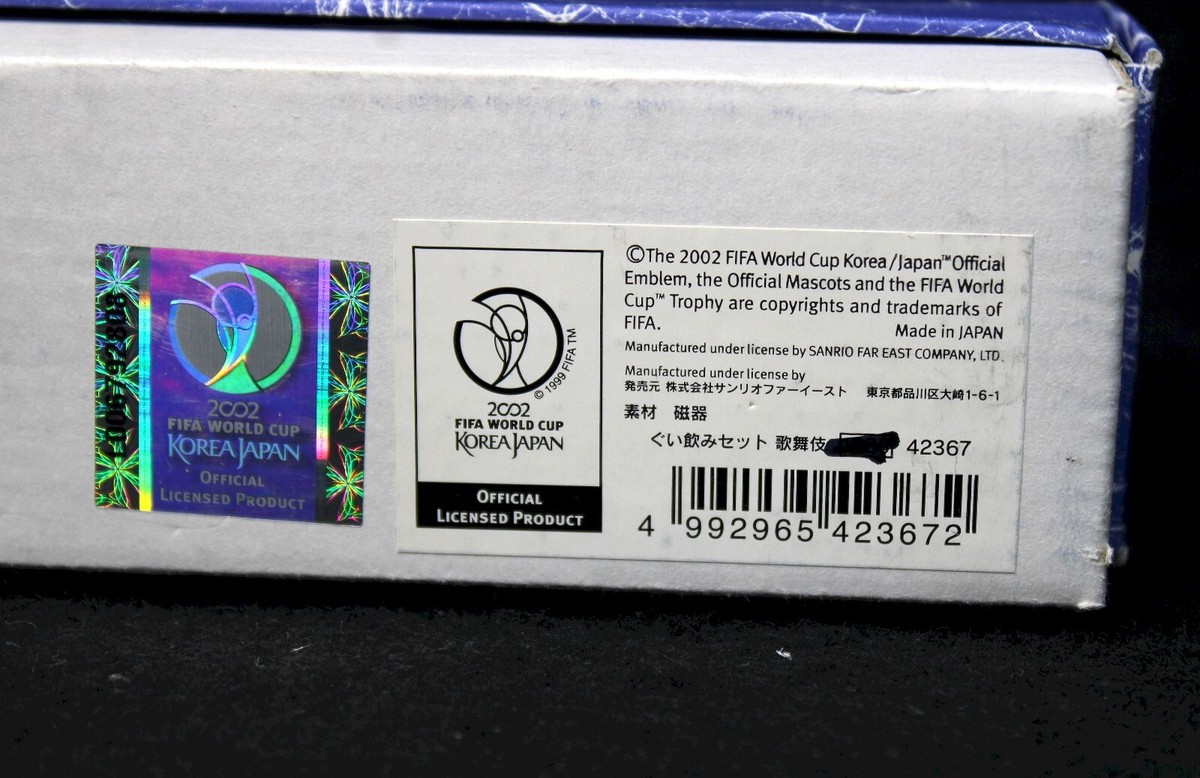 2002
FIFA WORLD CUP
KOREA JAPAN
OFFICIAL
LICENSED PRODUCT
© 1999 FIFA TM
2002
FIFA WORLD CUP
KOREA JAPAN
OFFICIAL
LICENSED PRODUCT
©The 2002 FIFA World Cup Korea/Japan™Official
Emblem, the Official Mascots and the FIFA World
Cup™ Trophy are copyrights and trademarks of
FIFA.
Made in JAPAN
Manufactured under license by SANRIO FAR EAST COMPANY, LTD.
Manufactured under license by
発売元 株式会社サンリオファーイースト 東京都品川区大崎1-6-1
素材 磁器
ぐい飲みセット 歌舞伎 42367
4 992965 423672